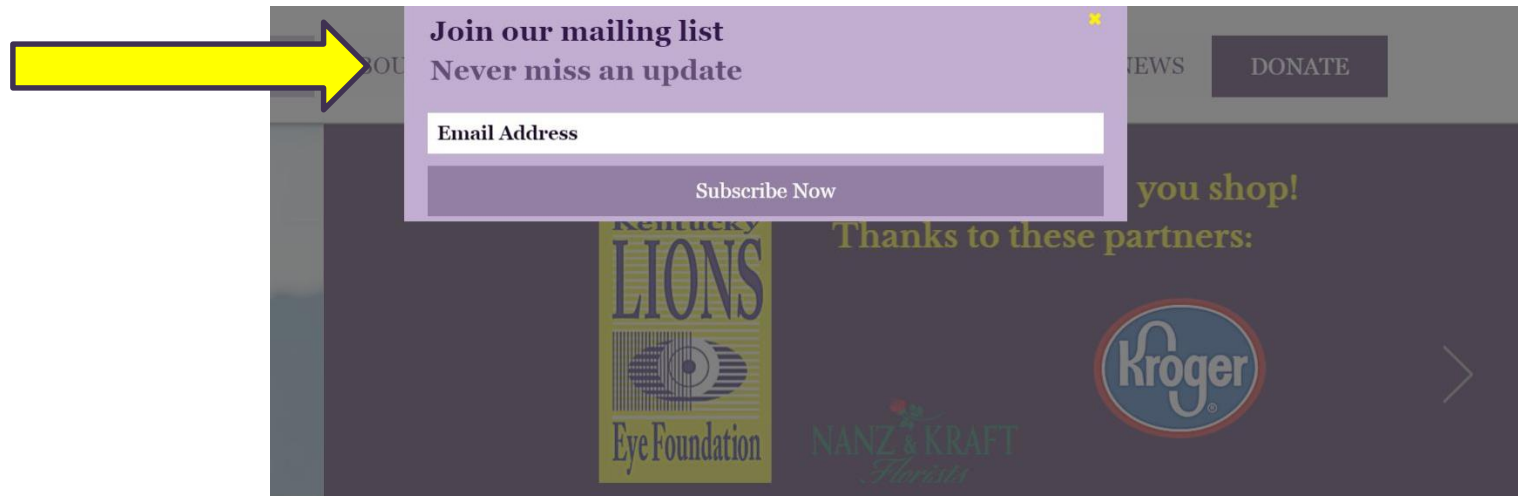 Join our mailing list
Never miss an update
NEWS
DONATE
Email Address
Subscribe Now
you shop!
Thanks to these partners:
Kentucky
LIONS
Eye Foundation
NANZ & KRAFT
Florists
Kroger